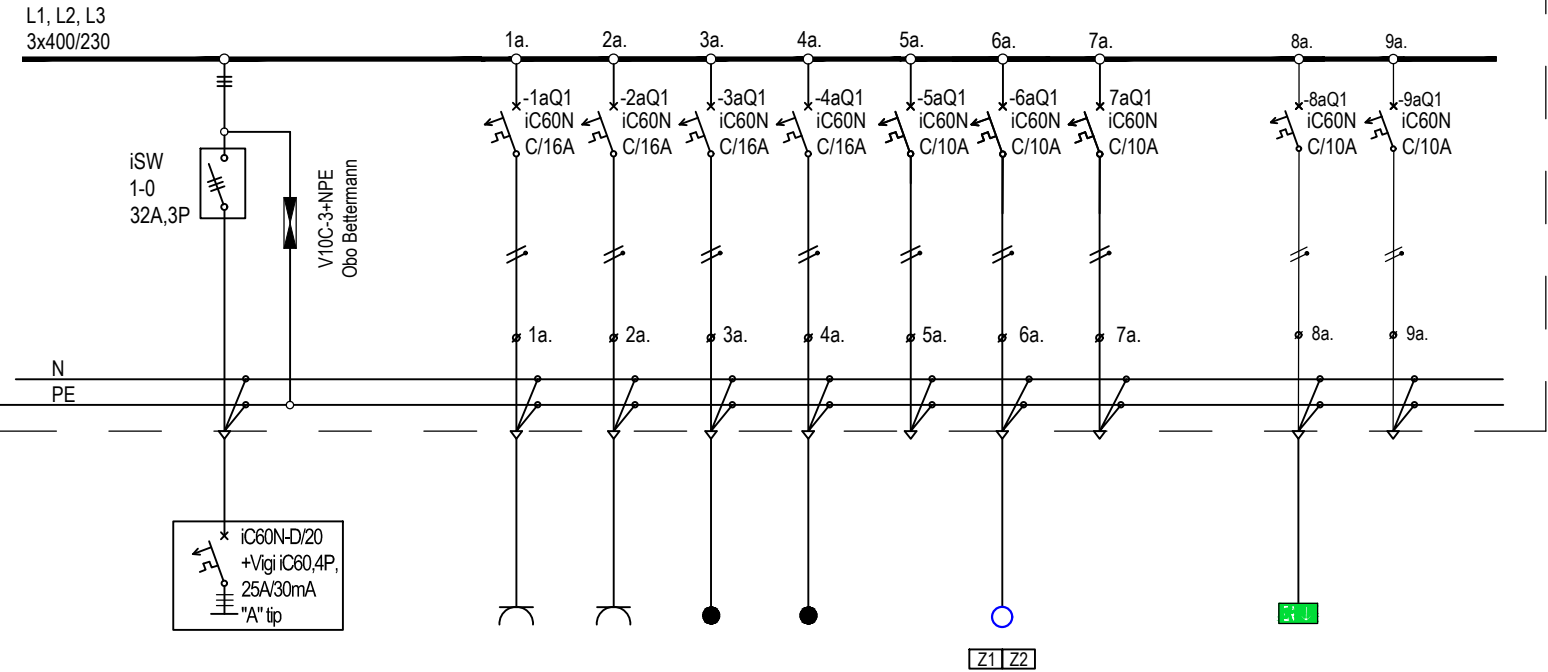 L1, L2, L3
3x400/230
1a. 2a. 3a. 4a. 5a. 6a. 7a. 8a. 9a.
-1aQ1
iC60N
C/16A
-2aQ1
iC60N
C/16A
-3aQ1
iC60N
C/16A
-4aQ1
iC60N
C/16A
-5aQ1
iC60N
C/10A
-6aQ1
iC60N
C/10A
7aQ1
iC60N
C/10A
-8aQ1
iC60N
C/10A
-9aQ1
iC60N
C/10A
iSW
1-0
32A,3P
V10C-3+NPE
Obo Bettermann
1a. 2a. 3a. 4a. 5a. 6a. 7a. 8a. 9a.
N
PE
iC60N-D/20
+Vigi iC60,4P,
25A/30mA
"A" tip
Z1 Z2